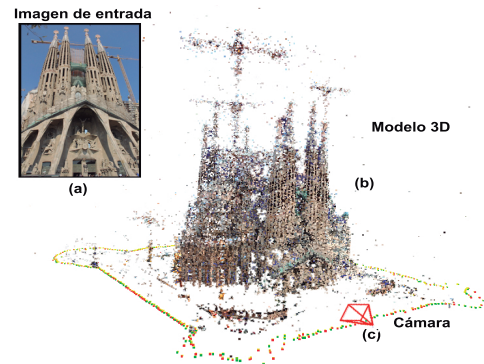 Imagen de entrada
(a)
Modelo 3D
(b)
Cámara
(c)